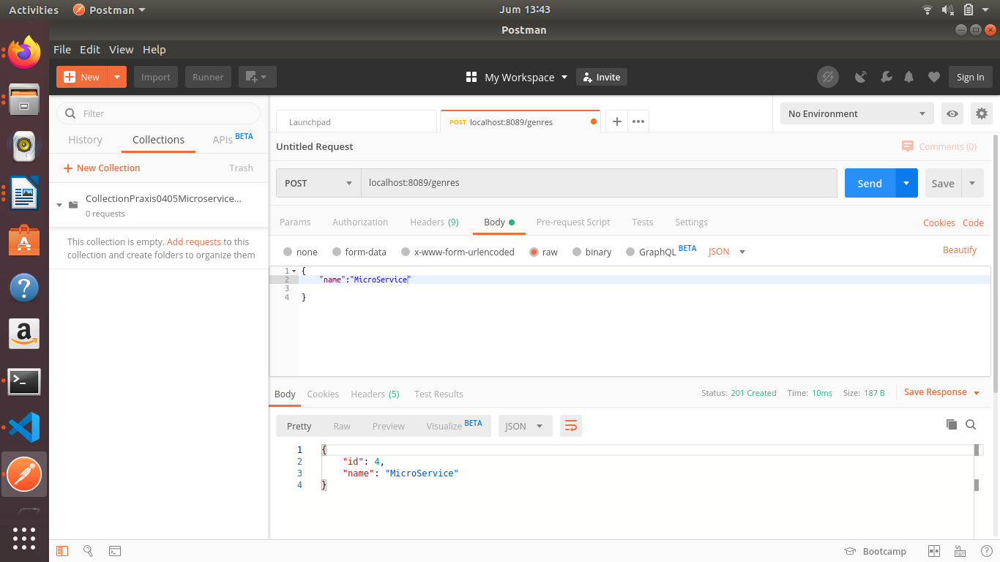 Activities Postman Jum 13:43
Postman
File Edit View Help
New Import Runner My Workspace Invite Sign In
Filter
History Collections APIs BETA
New Collection Trash
CollectionPraxis0405Microservice...
0 requests
This collection is empty. Add requests to this
collection and create folders to organize them
Launchpad POST localhost:8089/genres No Environment
Untitled Request Comments (0)
POST localhost:8089/genres Send Save
Params Authorization Headers (9) Body Pre-request Script Tests Settings Cookies Code
none form-data x-www-form-urlencoded raw binary GraphQL BETA JSON Beautify
1 {
2 "name":"MicroService"
3
4 }
Body Cookies Headers (5) Test Results Status: 201 Created Time: 10ms Size: 187 B Save Response
Pretty Raw Preview Visualize BETA JSON
1 {
2 "id": 4,
3 "name": "MicroService"
4 }
Bootcamp